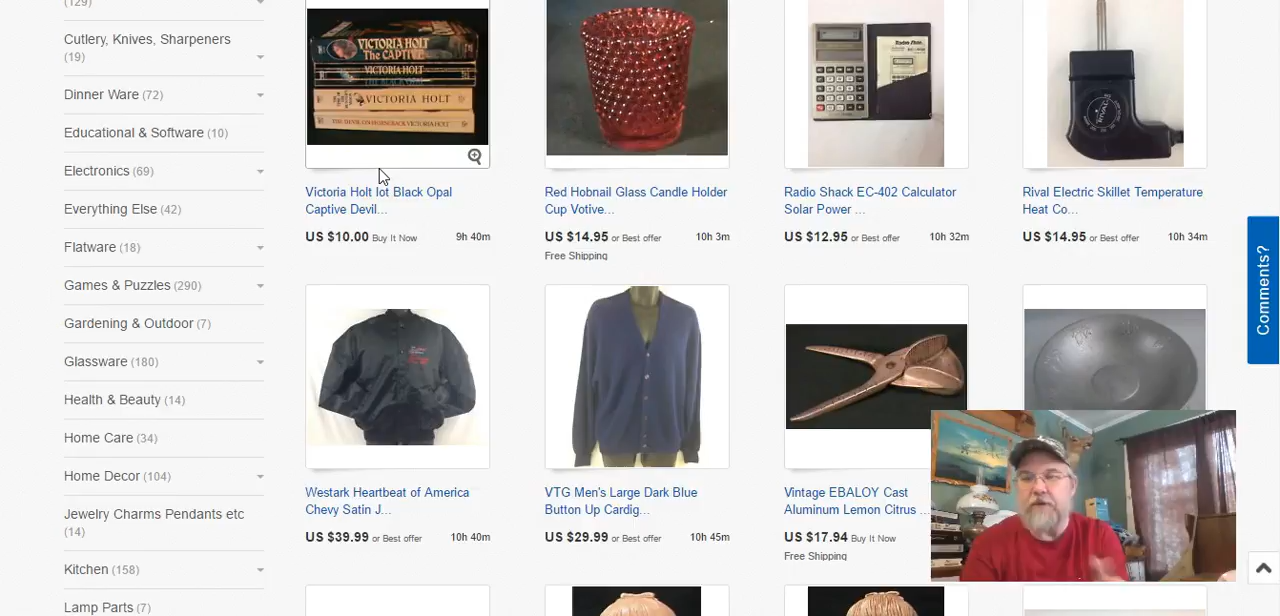 (129)
Cutlery, Knives, Sharpeners
(19)
Dinner Ware (72)
Educational & Software (10)
Electronics (69)
Everything Else (42)
Flatware (18)
Games & Puzzles (290)
Gardening & Outdoor (7)
Glassware (180)
Health & Beauty (14)
Home Care (34)
Home Decor (104)
Jewelry Charms Pendants etc
(14)
Kitchen (158)
Lamp Parts (7)
VICTORIA HOLT
The CAPTIVE
VICTORIA HOLT
VICTORIA HOLT
THE DEVIL ON HORSEBACK VICTORIA HOLT
Victoria Holt lot Black Opal
Captive Devil...
US $10.00 Buy It Now 9h 40m
Red Hobnail Glass Candle Holder
Cup Votive...
US $14.95 or Best offer 10h 3m
Free Shipping
Radio Shack
Radio Shack EC-402 Calculator
Solar Power ...
US $12.95 or Best offer 10h 32m
RIVAL
Rival Electric Skillet Temperature
Heat Co...
US $14.95 or Best offer 10h 34m
Westark Heartbeat of America
Chevy Satin J...
US $39.99 or Best offer 10h 40m
VTG Men's Large Dark Blue
Button Up Cardig...
US $29.99 or Best offer 10h 45m
Vintage EBALOY Cast
Aluminum Lemon Citrus ...
US $17.94 Buy It Now
Free Shipping
Comments?